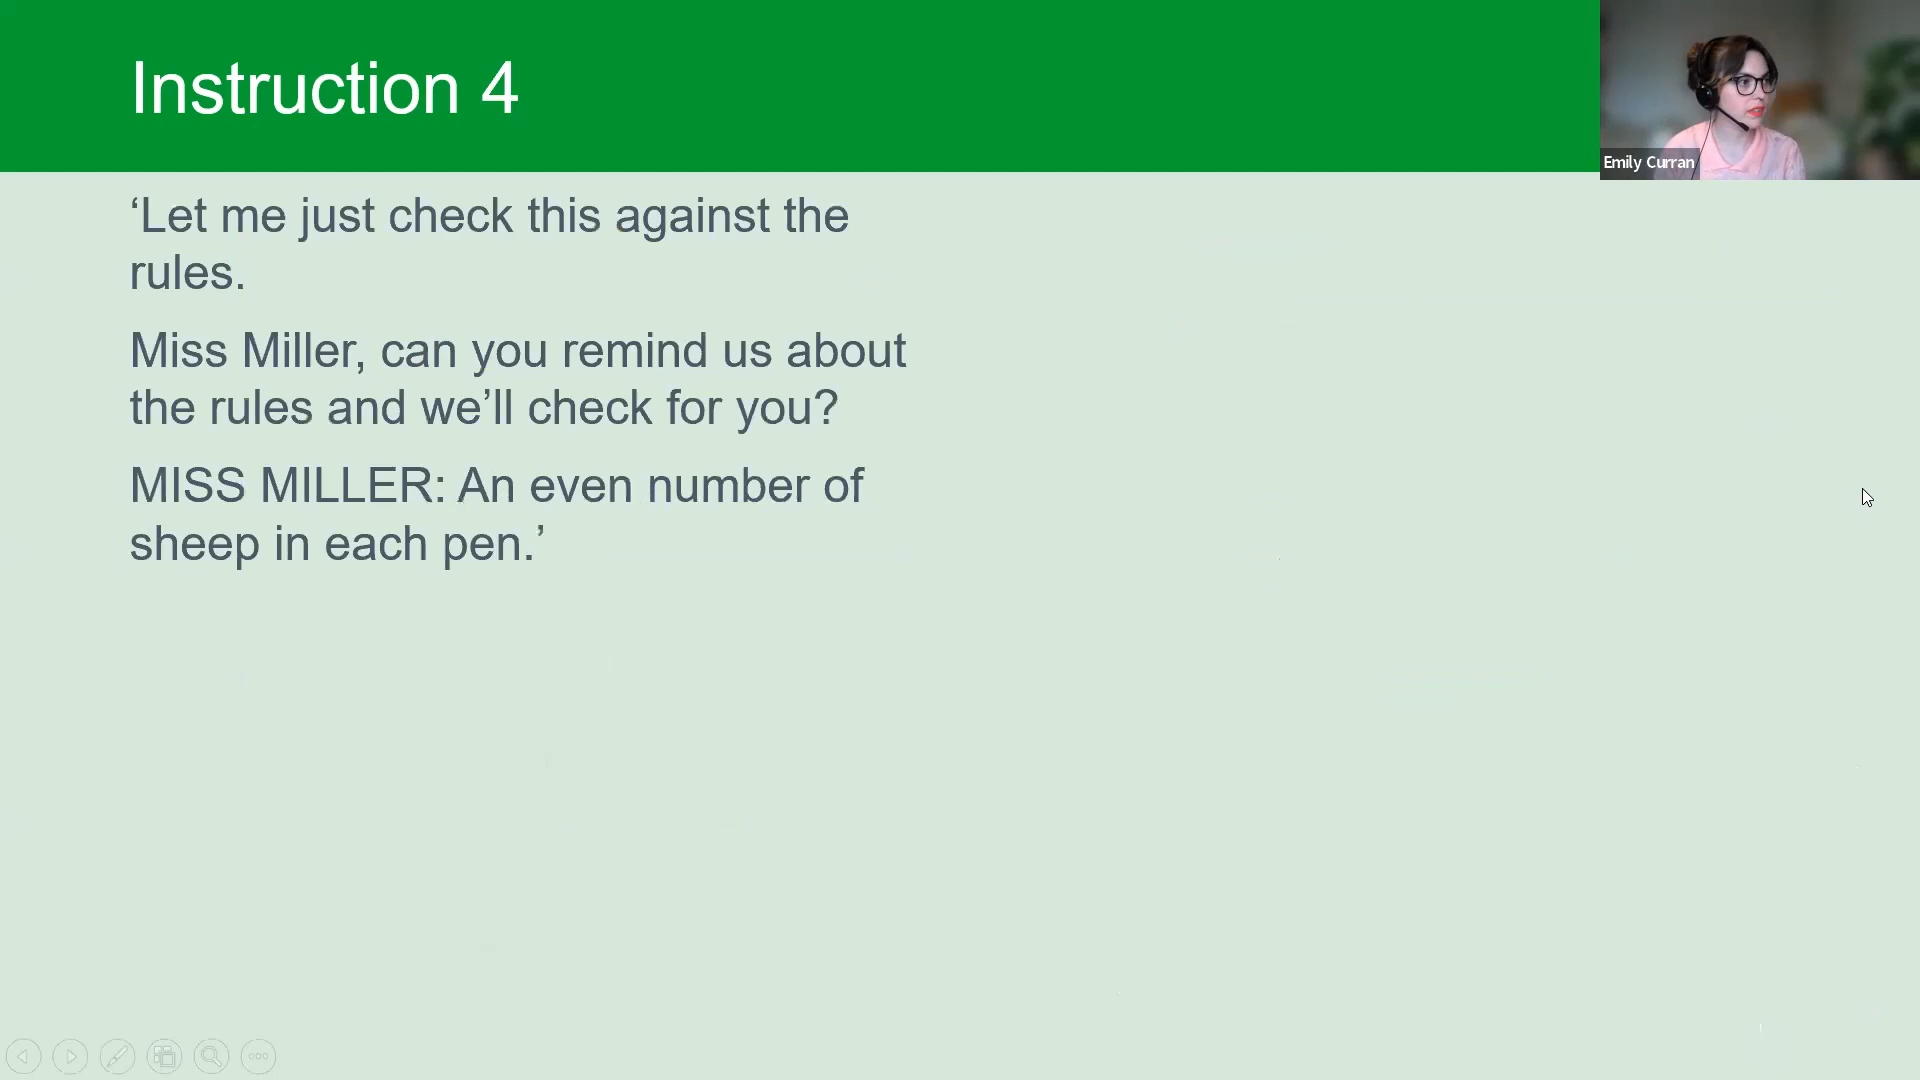 Instruction 4
Emily Curran
‘Let me just check this against the
rules.
Miss Miller, can you remind us about
the rules and we’ll check for you?
MISS MILLER: An even number of
sheep in each pen.’